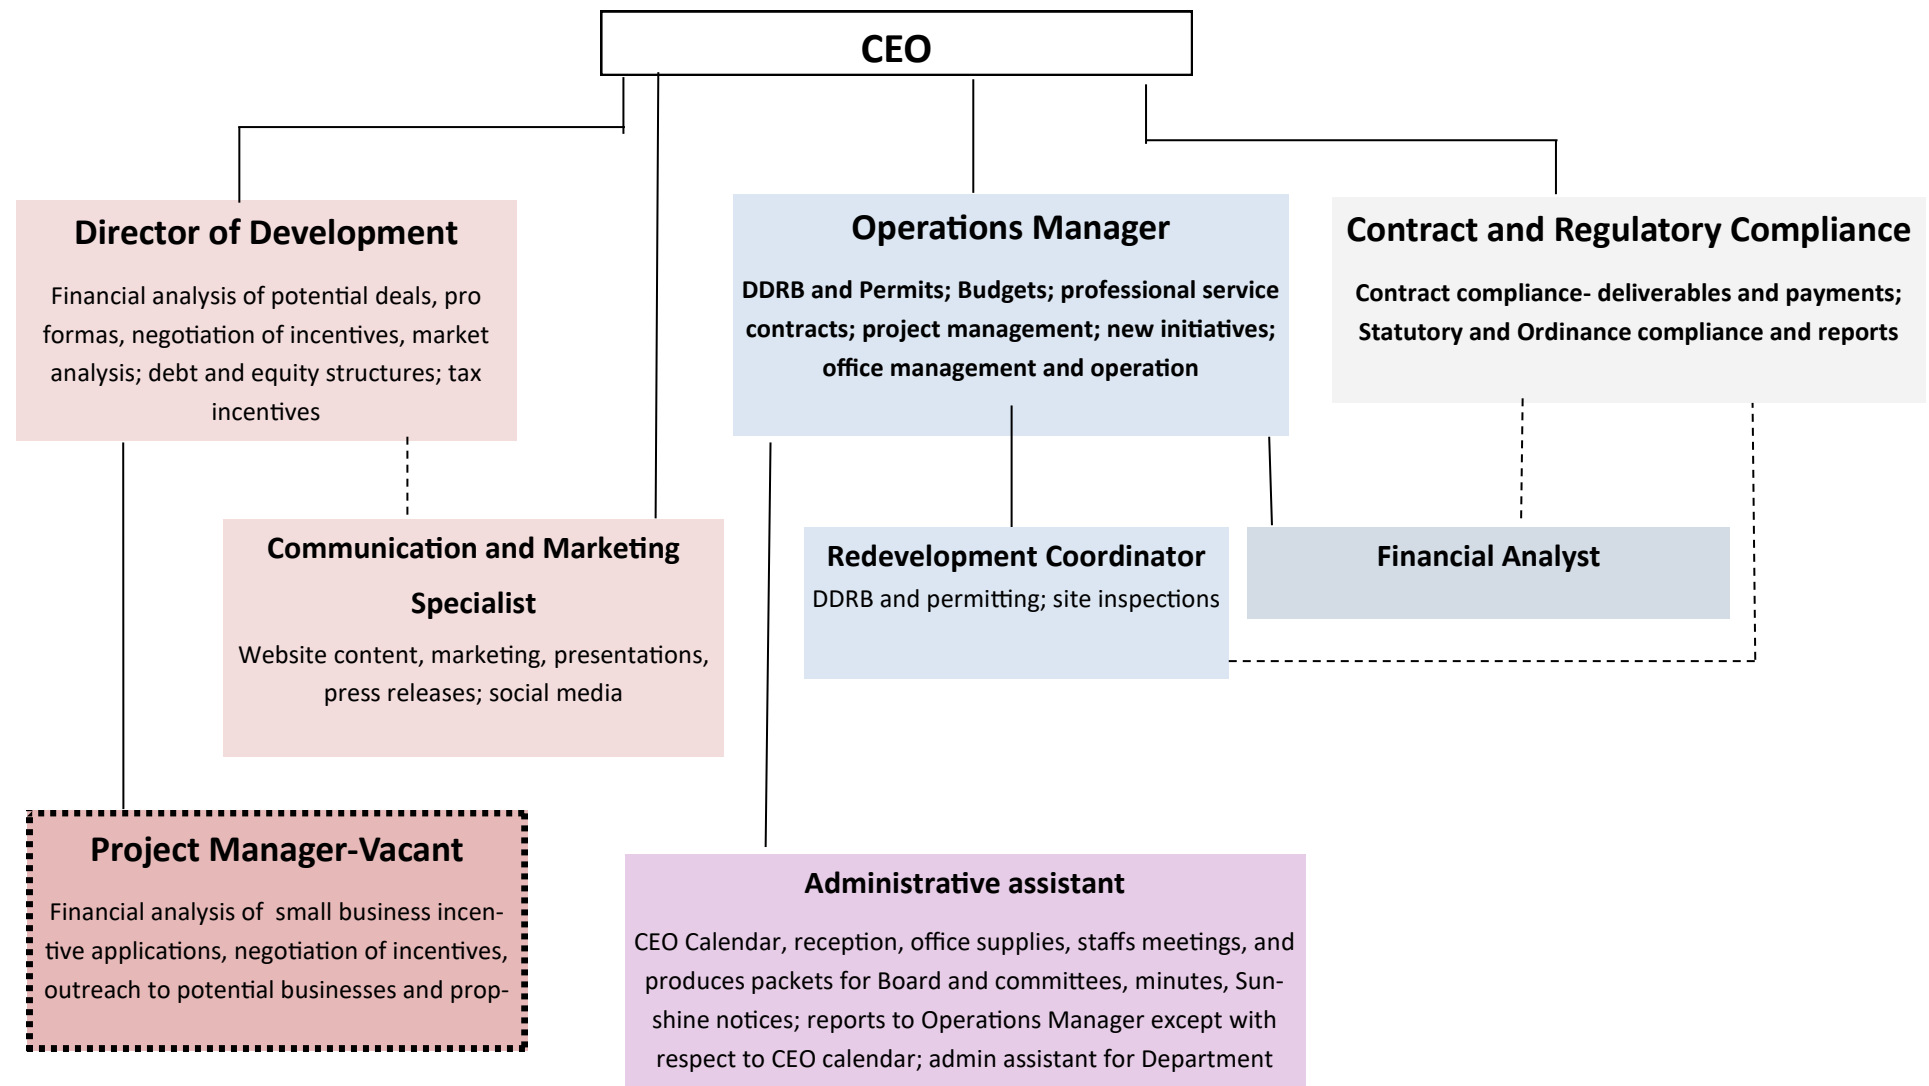 CEO
Director of Development
Financial analysis of potential deals, pro
formas, negotiation of incentives, market
analysis; debt and equity structures; tax
incentives
Operations Manager
DDRB and Permits; Budgets; professional service
contracts; project management; new initiatives;
office management and operation
Contract and Regulatory Compliance
Contract compliance- deliverables and payments;
Statutory and Ordinance compliance and reports
Communication and Marketing
Specialist
Website content, marketing, presentations,
press releases; social media
Redevelopment Coordinator
DDRB and permitting; site inspections
Financial Analyst
Project Manager-Vacant
Financial analysis of  small business incen-
tive applications, negotiation of incentives,
outreach to potential businesses and prop-
Administrative assistant
CEO Calendar, reception, office supplies, staffs meetings, and
produces packets for Board and committees, minutes, Sun-
shine notices; reports to Operations Manager except with
respect to CEO calendar; admin assistant for Department